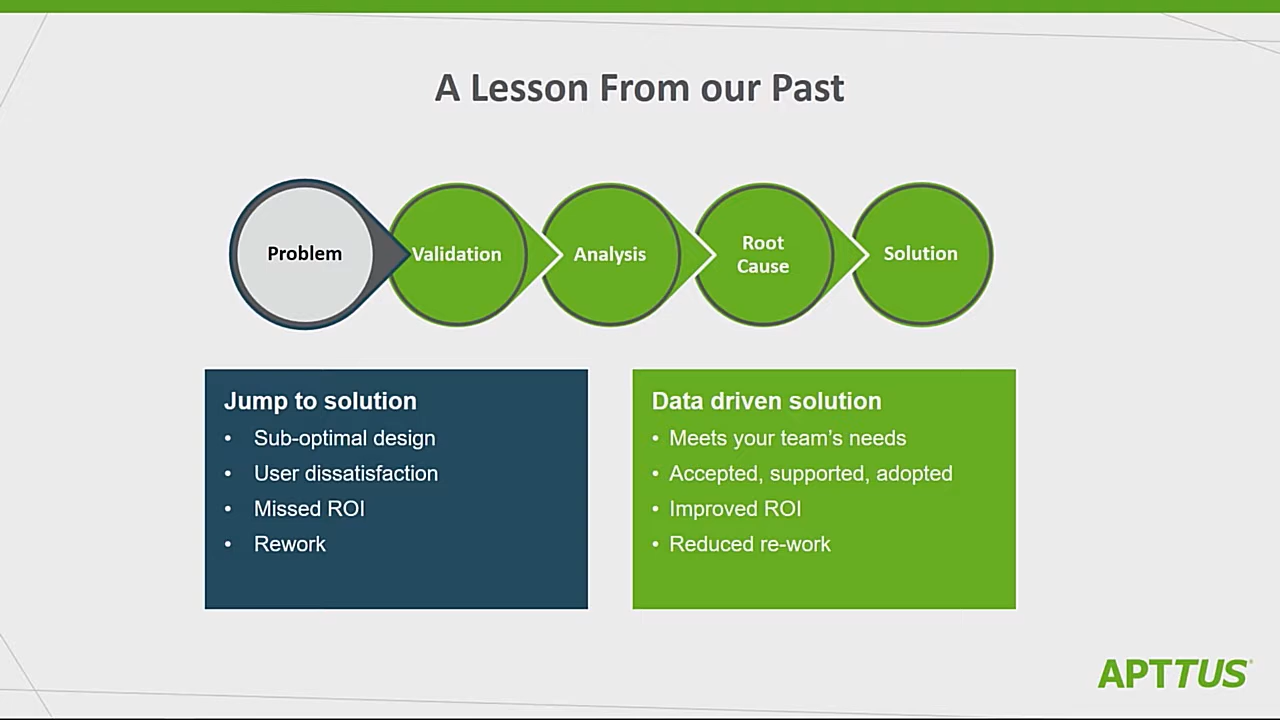 A Lesson From our Past
Problem
Validation
Analysis
Root
Cause
Solution
Jump to solution
• Sub-optimal design
• User dissatisfaction
• Missed ROI
• Rework
Data driven solution
• Meets your team's needs
• Accepted, supported, adopted
• Improved ROI
• Reduced re-work
APTTUS